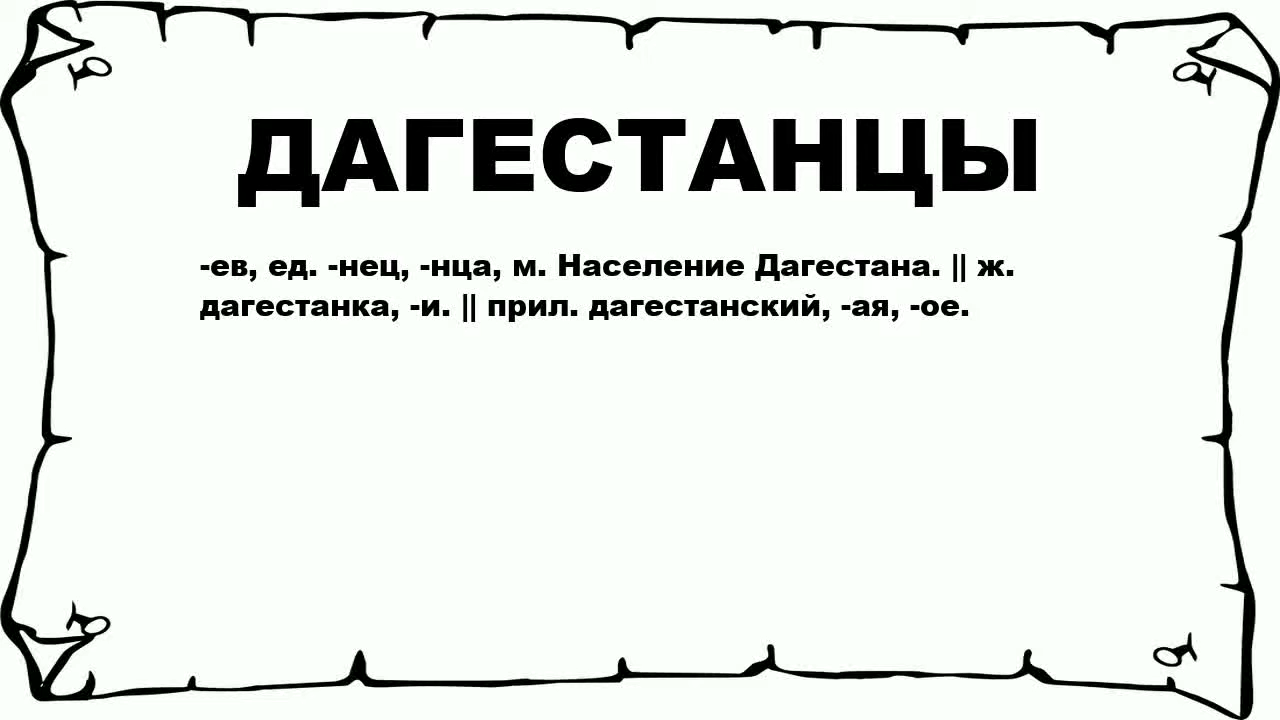 ДАГЕСТАНЦЫ
-ев, ед. -нец, -нца, м. Население Дагестана. || ж.
дагестанка, -и. || прил. дагестанский, -ая, -ое.